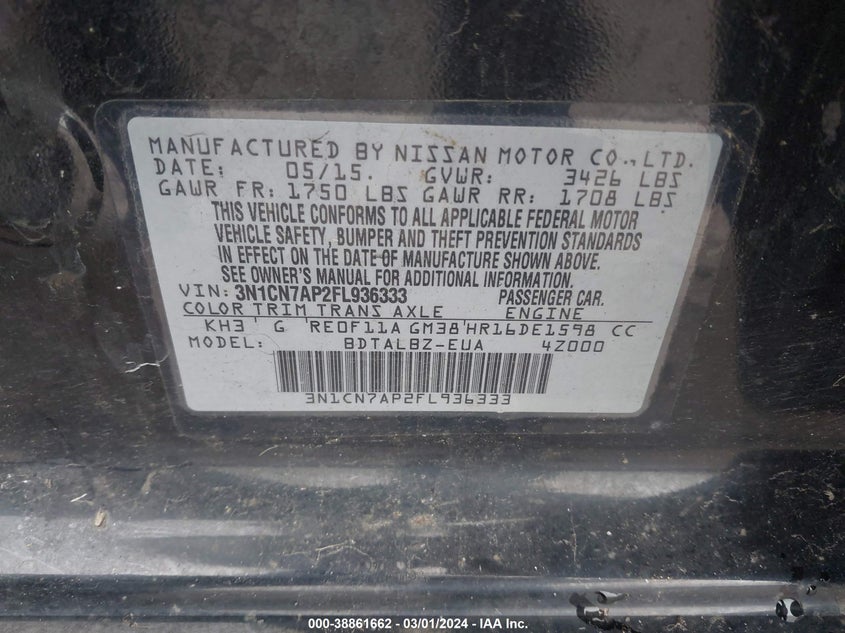 MANUFACTURED BY NISSAN MOTOR CO., LTD.
DATE: 05/15. GVWR: 3426 LBS
GAWR FR: 1750 LBS GAWR RR: 1708 LBS
THIS VEHICLE CONFORMS TO ALL APPLICABLE FEDERAL MOTOR
VEHICLE SAFETY, BUMPER AND THEFT PREVENTION STANDARDS
IN EFFECT ON THE DATE OF MANUFACTURE SHOWN ABOVE.
SEE OWNER'S MANUAL FOR ADDITIONAL INFORMATION.
VIN: 3N1CN7AP2FL936333 PASSENGER CAR.
COLOR TRIM TRANS AXLE ENGINE
KH3' G 'RE0F11A GM38'HR16DE1598 CC
MODEL: BDTALBZ-EUA 4Z000
3N1CN7AP2FL936333
000-38861662 — 03/01/2024 — IAA Inc.